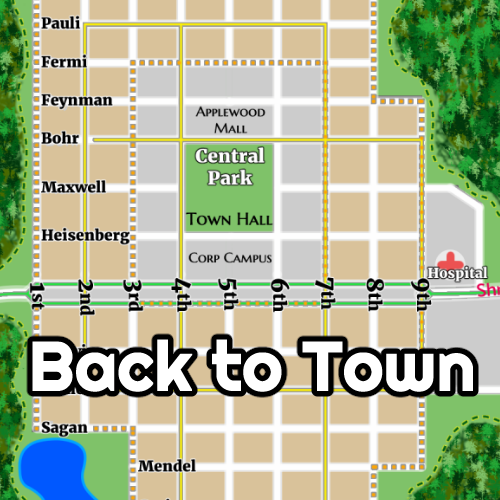 Pauli
Fermi
Feynman
Applewood
Mall
Bohr
Central
Park
Maxwell
Town Hall
Heisenberg
Corp Campus
Hospital
1st
2nd
3rd
4th
5th
6th
7th
8th
9th
Back to Town
Sagan
Mendel